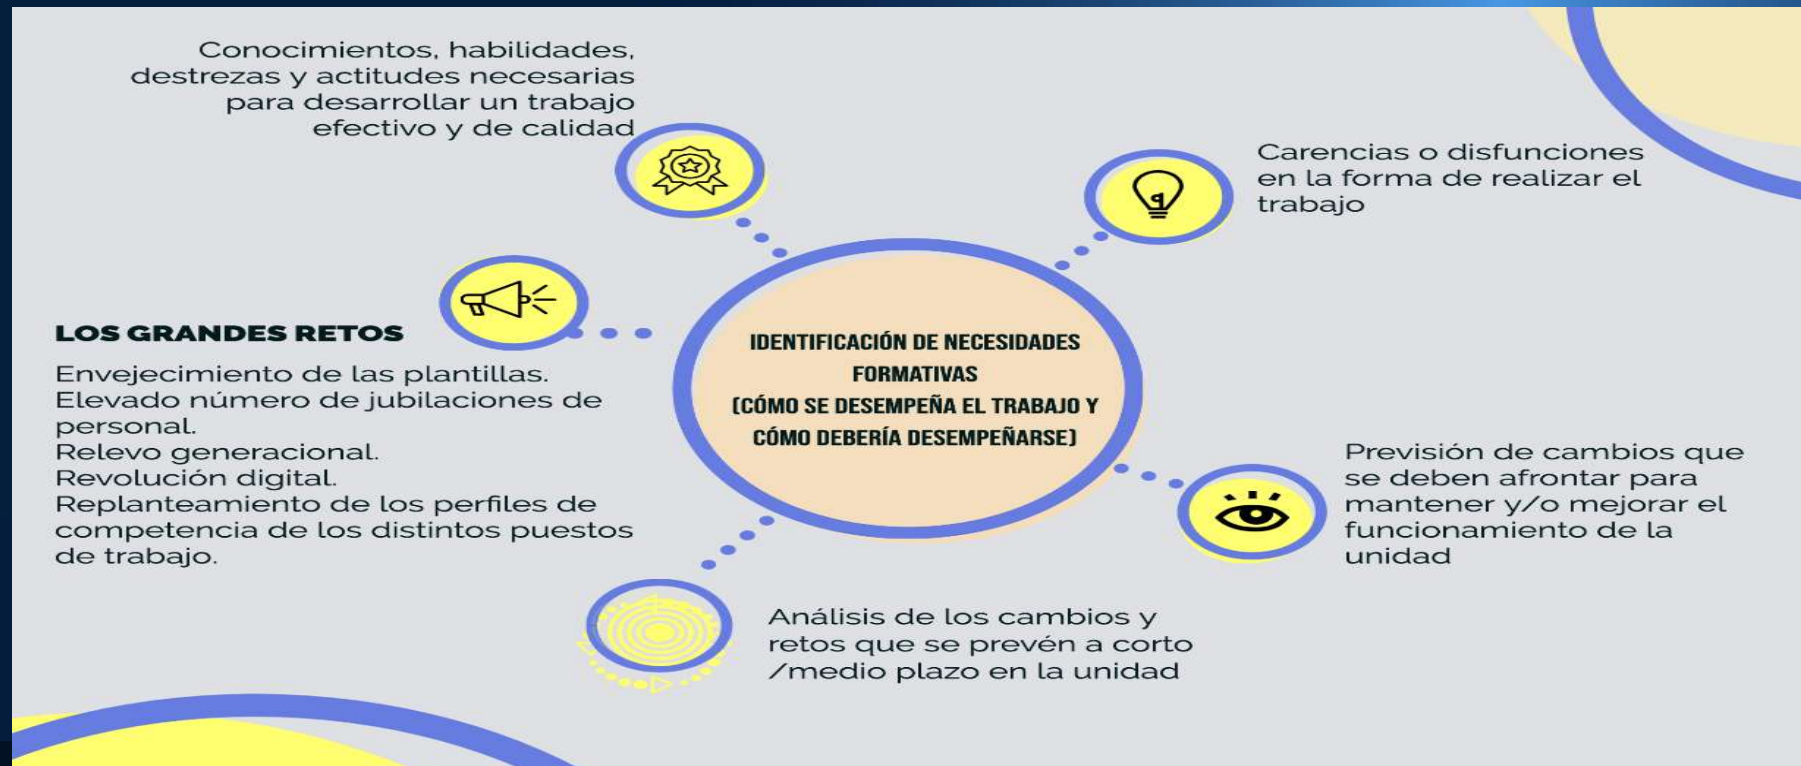 Conocimientos, habilidades,
destrezas y actitudes necesarias
para desarrollar un trabajo
efectivo y de calidad
Carencias o disfunciones
en la forma de realizar el
trabajo
LOS GRANDES RETOS
Envejecimiento de las plantillas.
Elevado número de jubilaciones de
personal.
Relevo generacional.
Revolución digital.
Replanteamiento de los perfiles de
competencia de los distintos puestos
de trabajo.
IDENTIFICACIÓN DE NECESIDADES
FORMATIVAS
(CÓMO SE DESEMPEÑA EL TRABAJO Y
CÓMO DEBERÍA DESEMPEÑARSE)
Previsión de cambios que
se deben afrontar para
mantener y/o mejorar el
funcionamiento de la
unidad
Análisis de los cambios y
retos que se prevén a corto
/medio plazo en la unidad